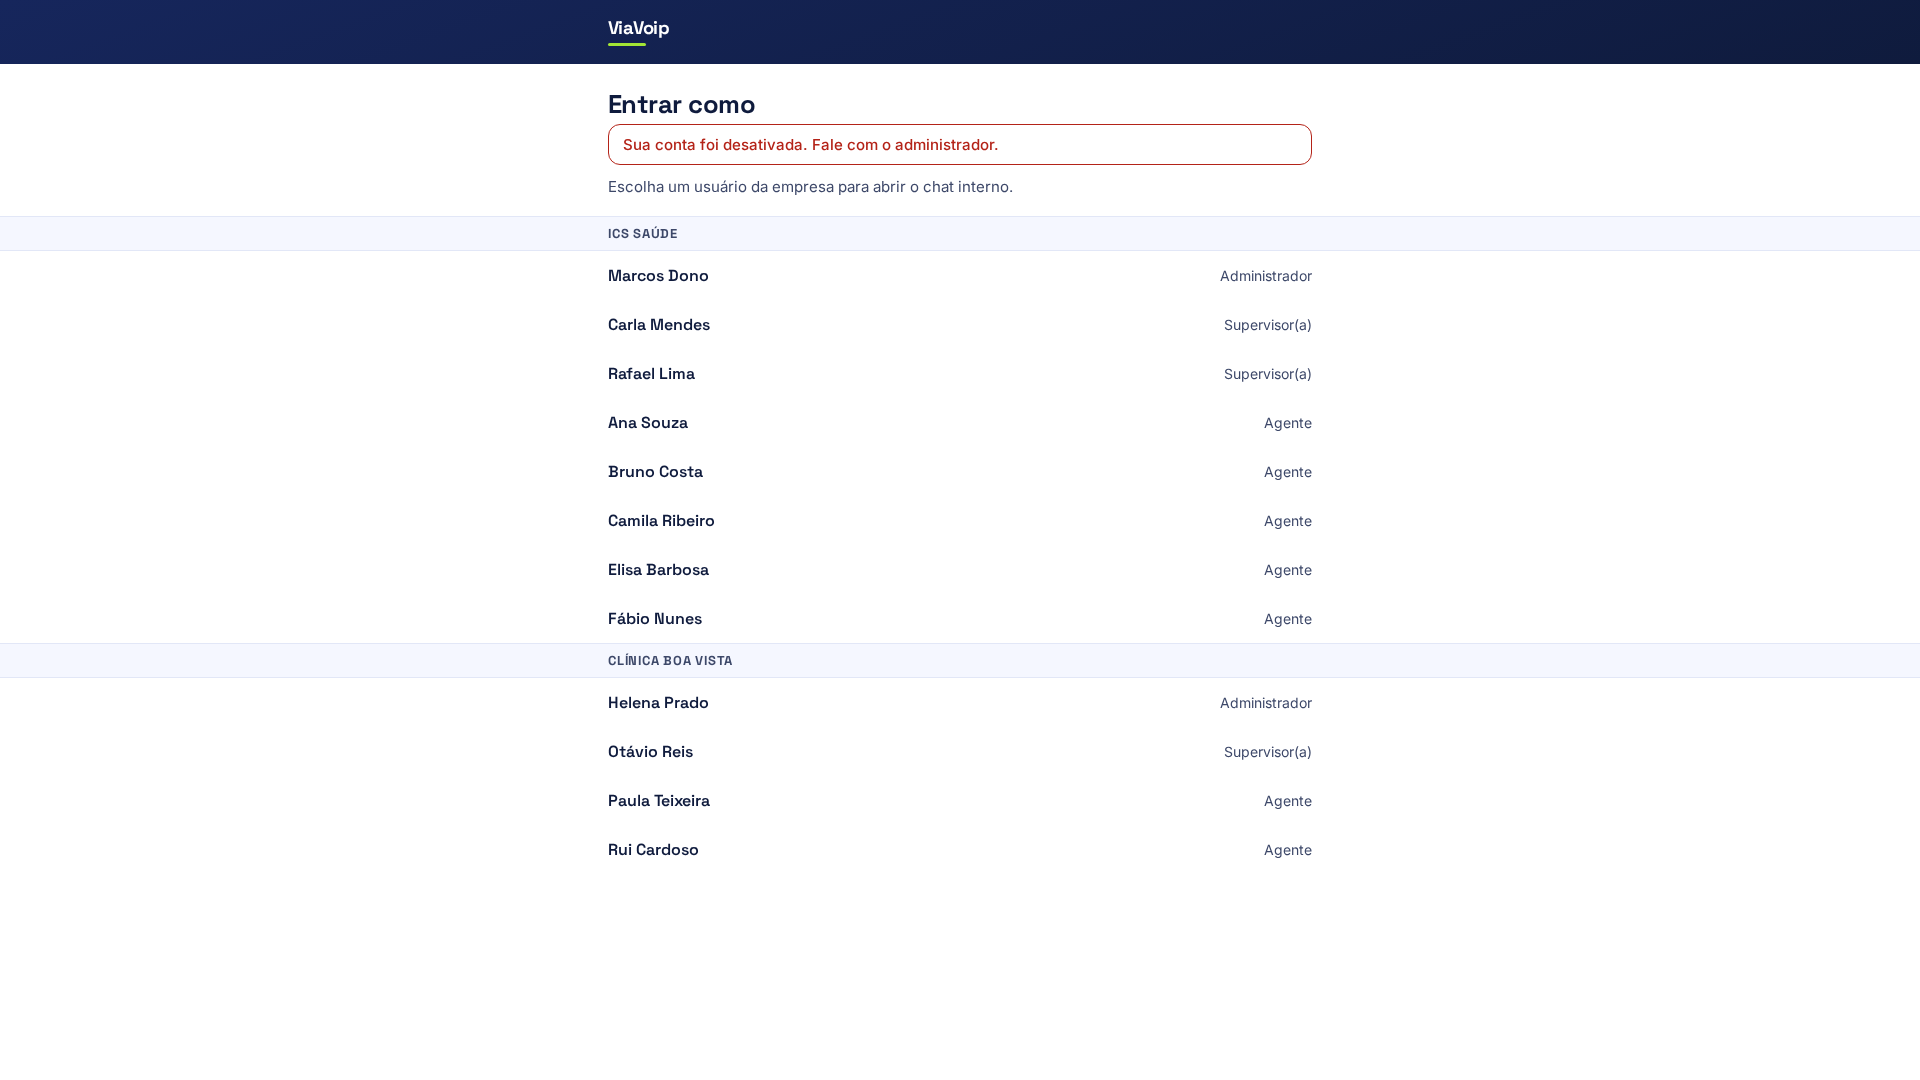 ViaVoip
Entrar como
Sua conta foi desativada. Fale com o administrador.
Escolha um usuário da empresa para abrir o chat interno.
ICS SAÚDE
Marcos Dono Administrador
Carla Mendes Supervisor(a)
Rafael Lima Supervisor(a)
Ana Souza Agente
Bruno Costa Agente
Camila Ribeiro Agente
Elisa Barbosa Agente
Fábio Nunes Agente
CLÍNICA BOA VISTA
Helena Prado Administrador
Otávio Reis Supervisor(a)
Paula Teixeira Agente
Rui Cardoso Agente